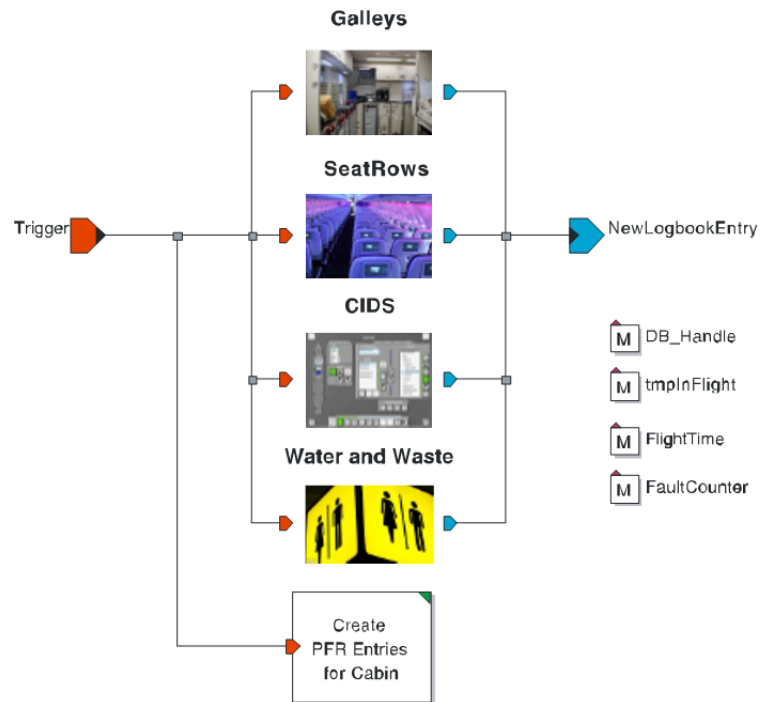 Galleys
SeatRows
Trigger
NewLogbookEntry
CIDS
M DB_Handle
M tmpInFlight
M FlightTime
Water and Waste
M FaultCounter
Create
PFR Entries
for Cabin